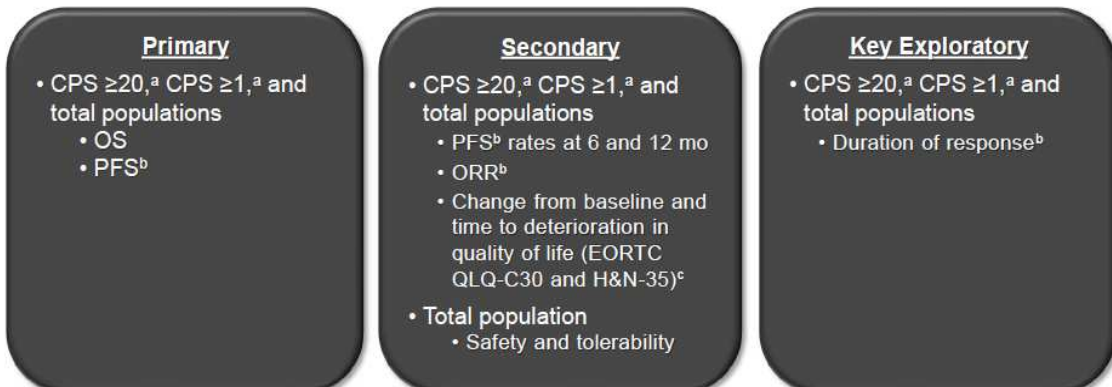 Primary
• CPS ≥20,ᵃ CPS ≥1,ᵃ and
total populations
• OS
• PFSᵇ
Secondary
• CPS ≥20,ᵃ CPS ≥1,ᵃ and
total populations
• PFSᵇ rates at 6 and 12 mo
• ORRᵇ
• Change from baseline and
time to deterioration in
quality of life (EORTC
QLQ-C30 and H&N-35)ᶜ
• Total population
• Safety and tolerability
Key Exploratory
• CPS ≥20,ᵃ CPS ≥1,ᵃ and
total populations
• Duration of responseᵇ